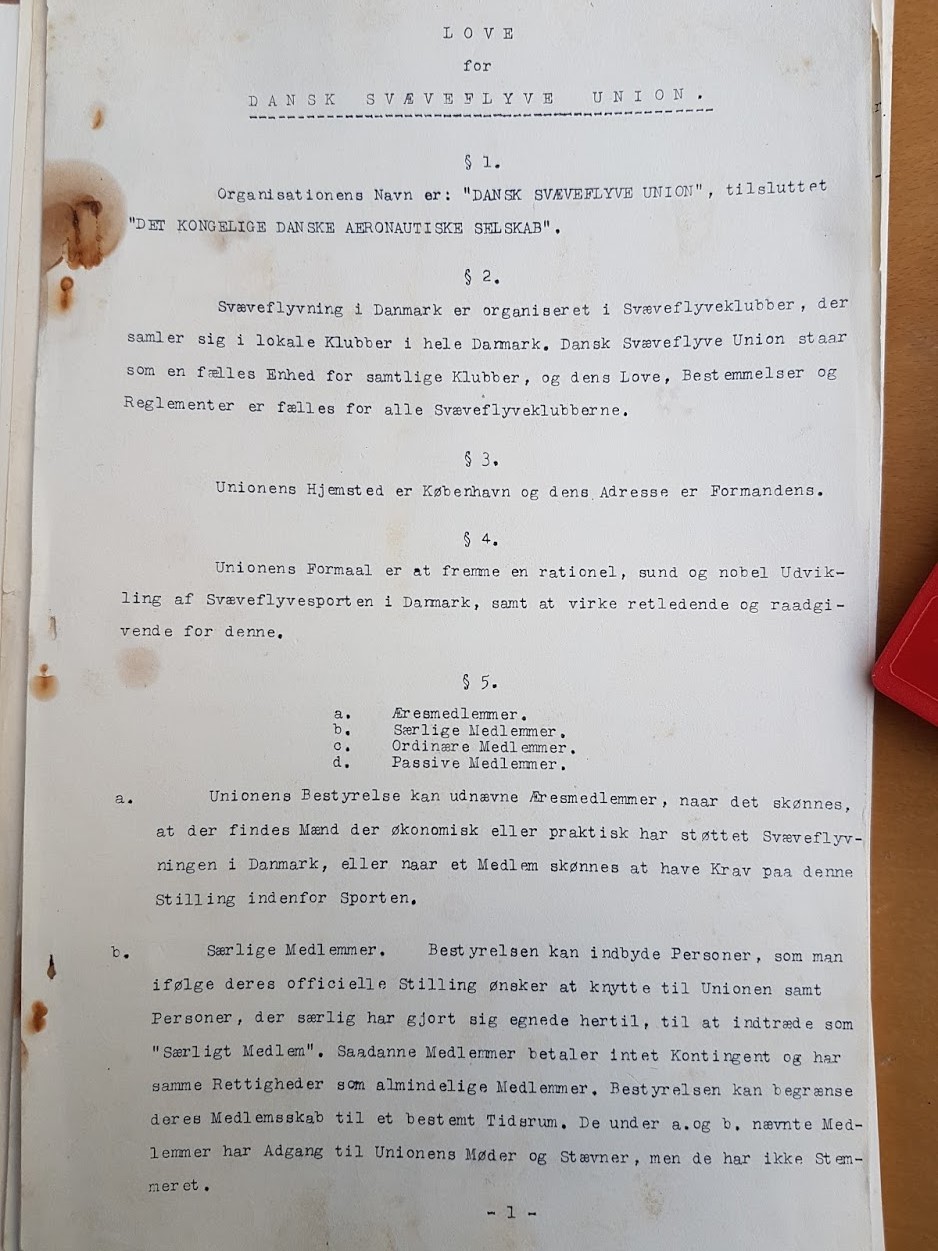 L O V E
for
D A N S K   S V Æ V E F L Y V E   U N I O N .
§ 1.
Organisationens Navn er: "DANSK SVÆVEFLYVE UNION", tilsluttet
"DET KONGELIGE DANSKE AERONAUTISKE SELSKAB".
§ 2.
Svæveflyvning i Danmark er organiseret i Svæveflyveklubber, der
samler sig i lokale Klubber i hele Danmark. Dansk Svæveflyve Union staar
som en fælles Enhed for samtlige Klubber, og dens Love, Bestemmelser og
Reglementer er fælles for alle Svæveflyveklubberne.
§ 3.
Unionens Hjemsted er København og dens Adresse er Formandens.
§ 4.
Unionens Formaal er at fremme en rationel, sund og nobel Udvik-
ling af Svæveflyvesporten i Danmark, samt at virke retledende og raadgi-
vende for denne.
§ 5.
a. Æresmedlemmer.
b. Særlige Medlemmer.
c. Ordinære Medlemmer.
d. Passive Medlemmer.
a. Unionens Bestyrelse kan udnævne Æresmedlemmer, naar det skønnes,
at der findes Mænd der økonomisk eller praktisk har støttet Svæveflyv-
ningen i Danmark, eller naar et Medlem skønnes at have Krav paa denne
Stilling indenfor Sporten.
b. Særlige Medlemmer. Bestyrelsen kan indbyde Personer, som man
ifølge deres officielle Stilling ønsker at knytte til Unionen samt
Personer, der særlig har gjort sig egnede hertil, til at indtræde som
"Særligt Medlem". Saadanne Medlemmer betaler intet Kontingent og har
samme Rettigheder som almindelige Medlemmer. Bestyrelsen kan begrænse
deres Medlemsskab til et bestemt Tidsrum. De under a.og b. nævnte Med-
lemmer har Adgang til Unionens Møder og Stævner, men de har ikke Stem-
meret.
- 1 -